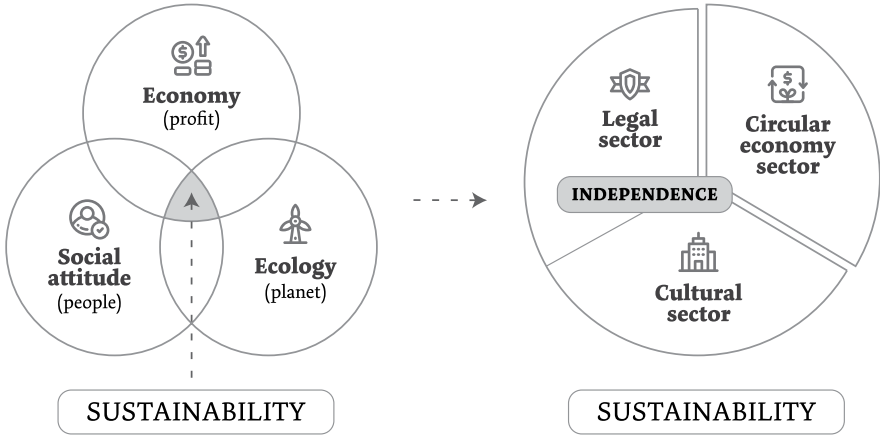 Economy
(profit)
Social
attitude
(people)
Ecology
(planet)
SUSTAINABILITY
Legal
sector
Circular
economy
sector
INDEPENDENCE
Cultural
sector
SUSTAINABILITY